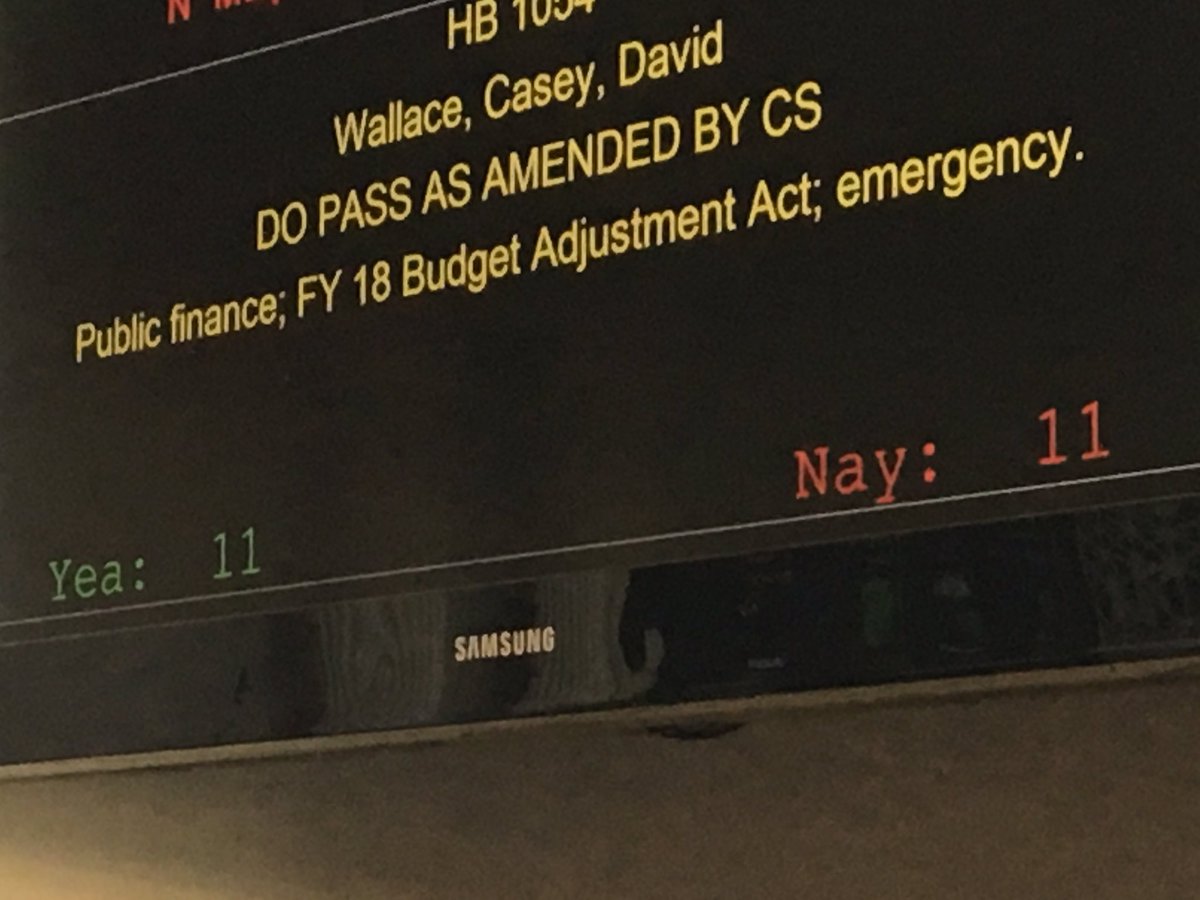 HB 1054
Wallace, Casey, David
DO PASS AS AMENDED BY CS
Public finance; FY 18 Budget Adjustment Act; emergency.
Nay: 11
Yea: 11
SAMSUNG